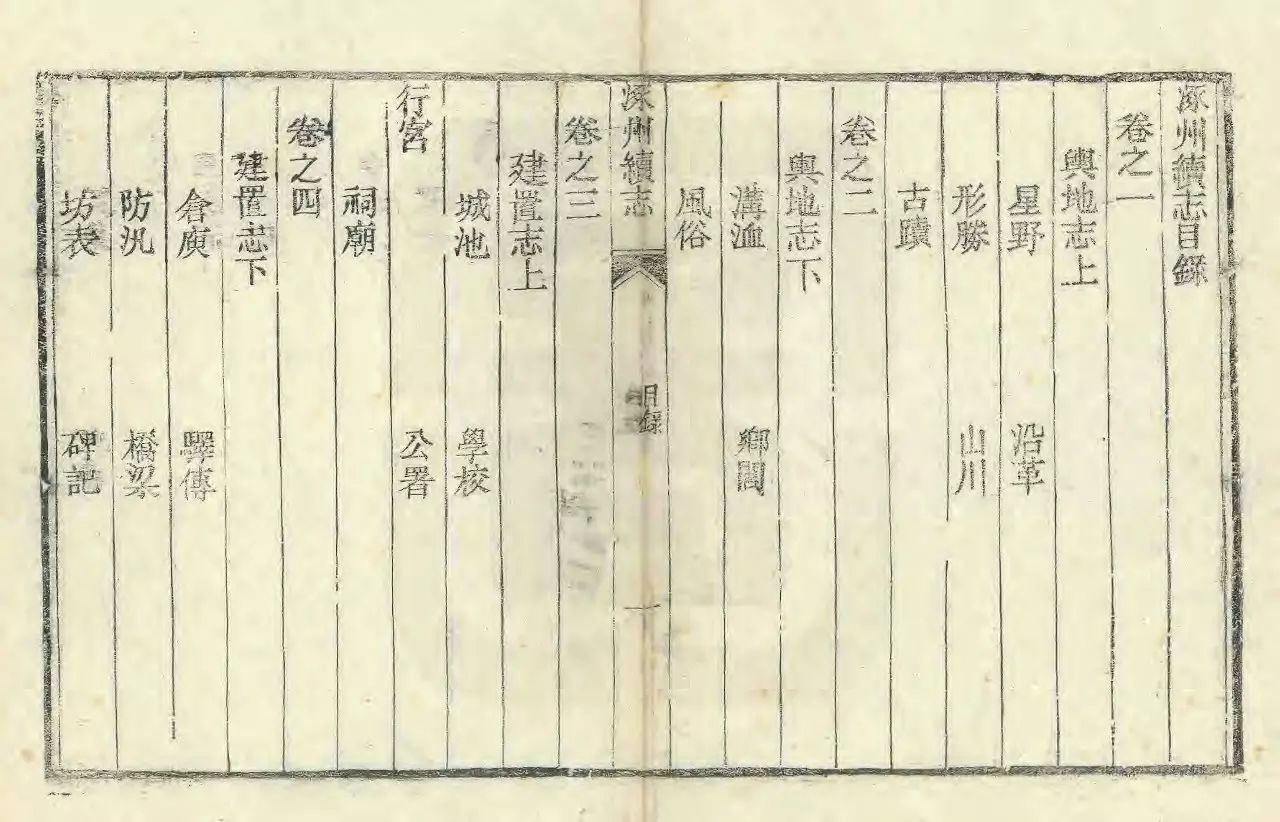 涿州續志目錄
卷之一
輿地志上
星野 沿革
形勝 山川
古蹟
卷之二
輿地志下
溝洫 鄉閭
風俗
涿州續志 目錄 一
卷之三
建置志上
城池 學校
行宮 公署
祠廟
卷之四
建置志下
倉庾 驛傳
防汛 橋梁
坊表 碑記